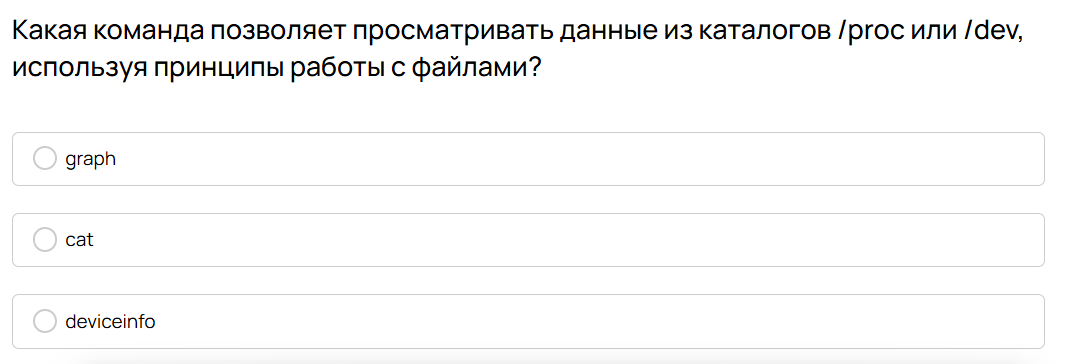 Какая команда позволяет просматривать данные из каталогов /proc или /dev,
используя принципы работы с файлами?
graph
cat
deviceinfo